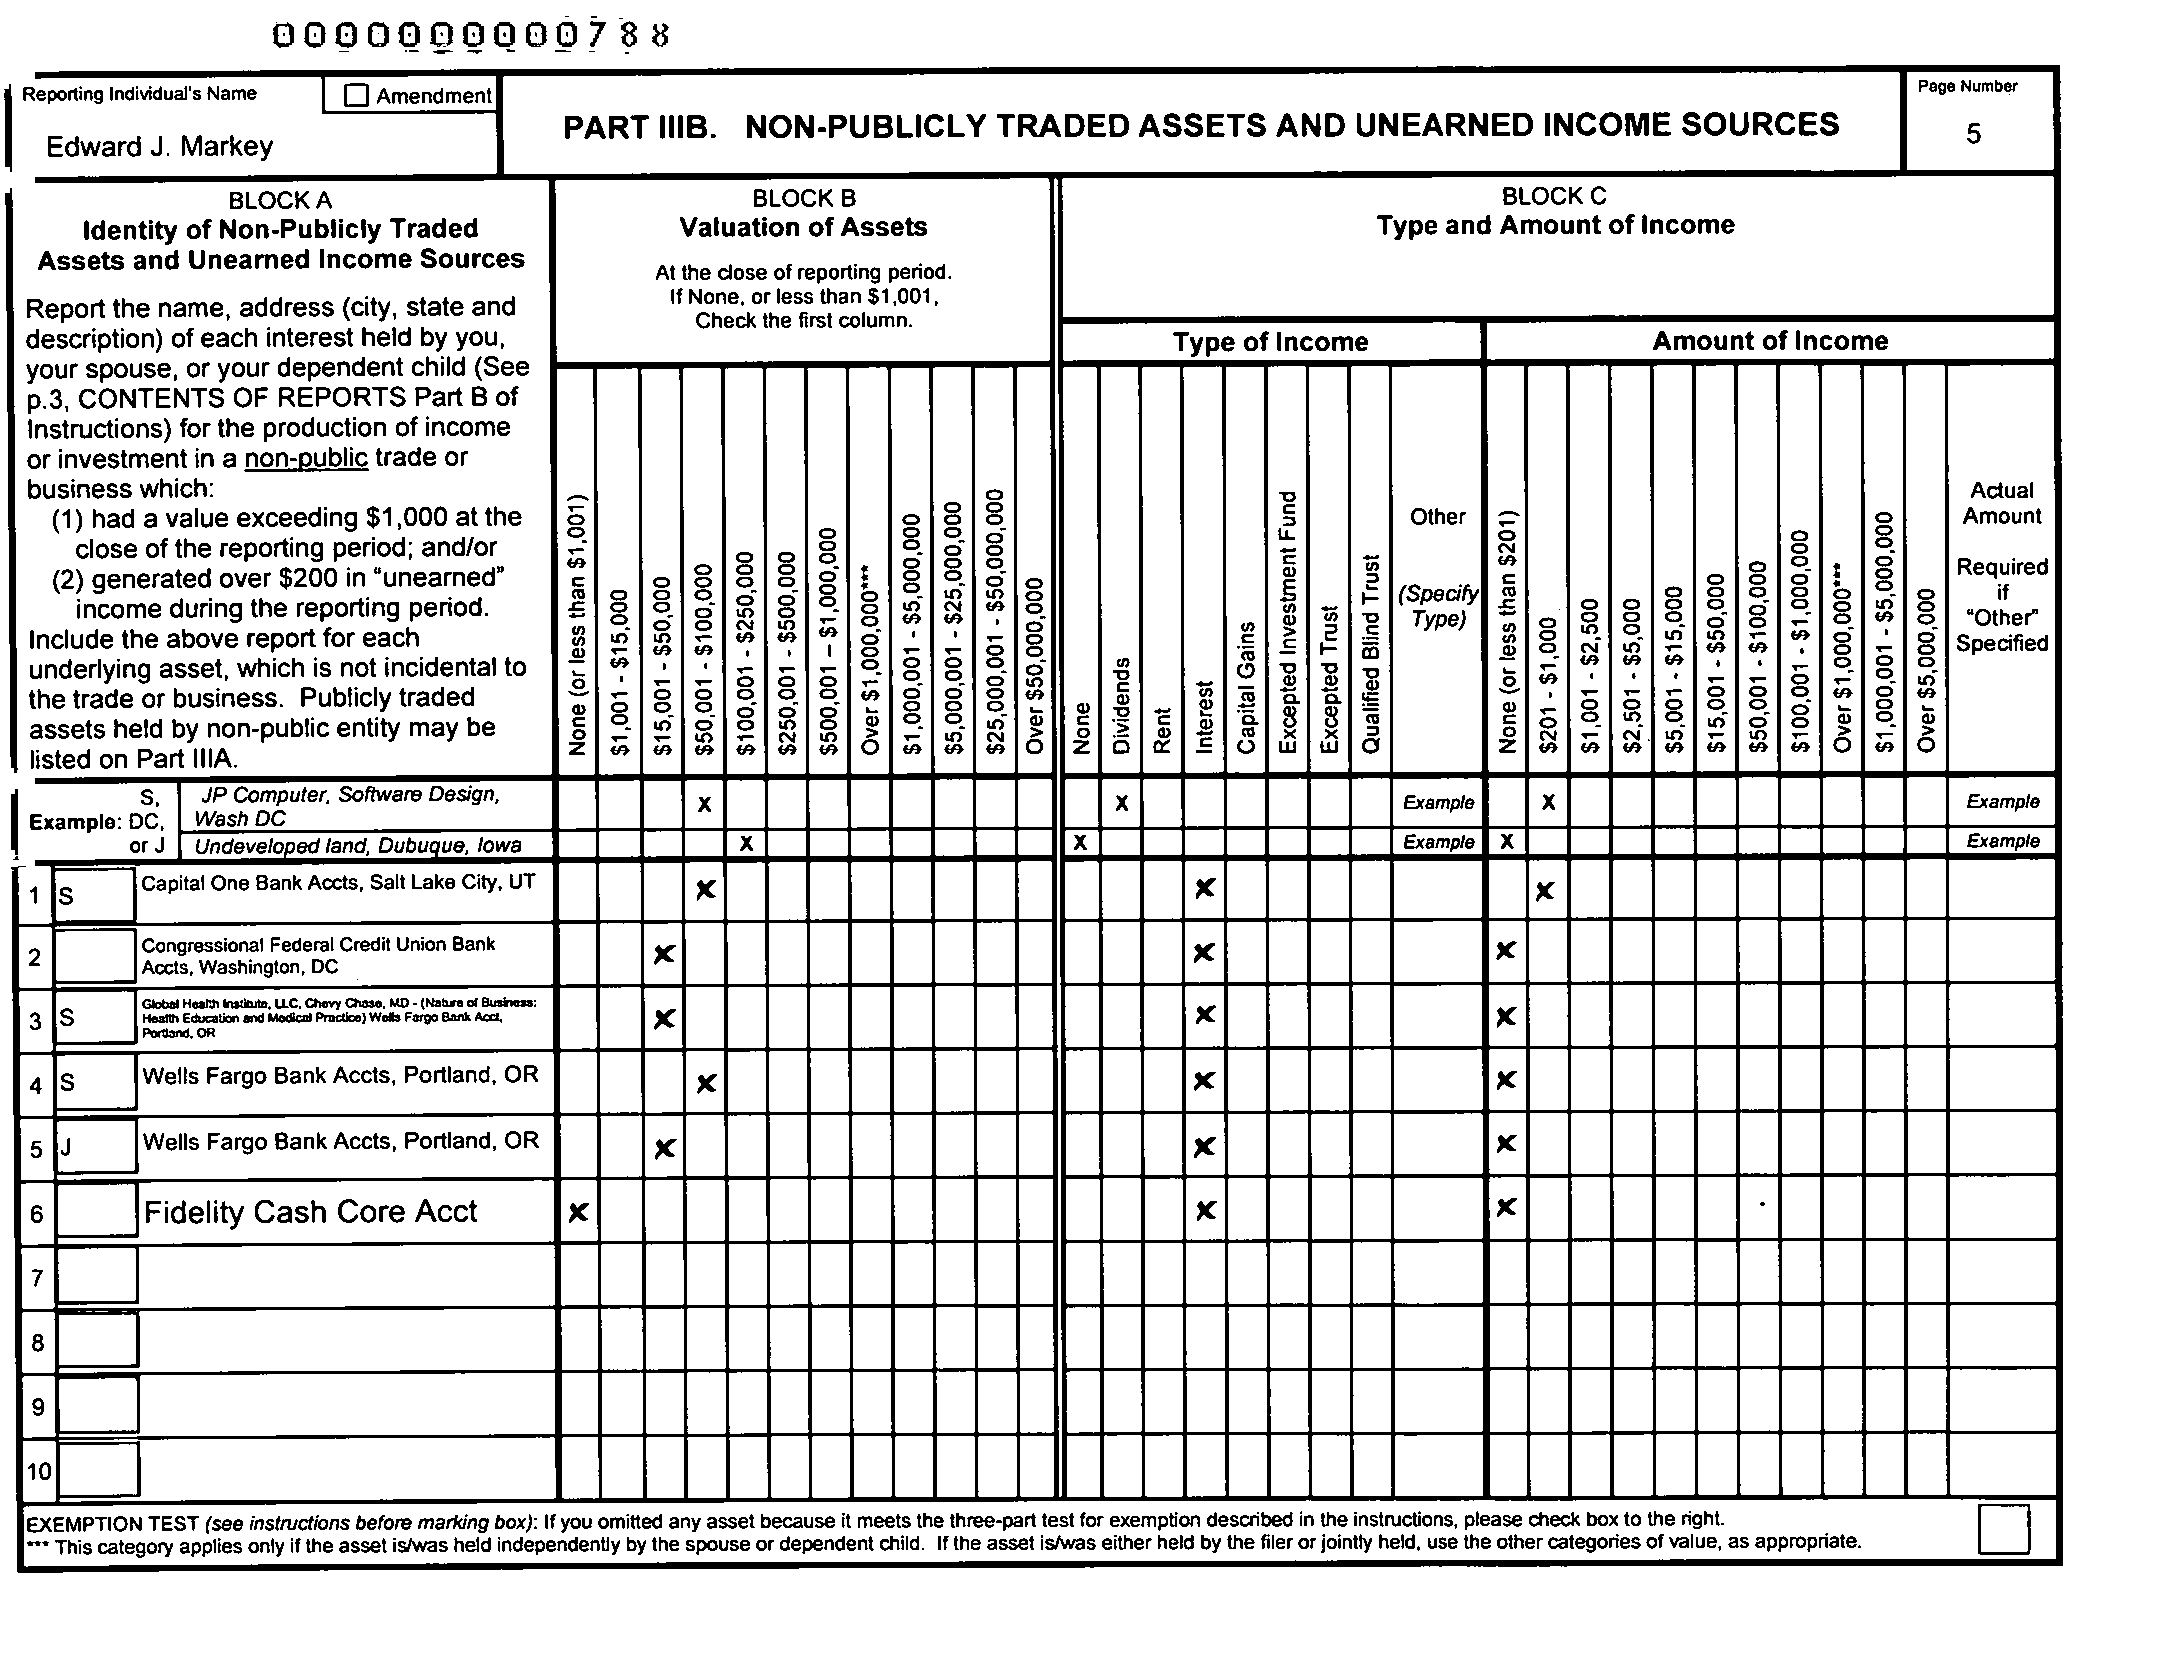 000000000788
Reporting Individual's Name
Amendment
Edward J. Markey
PART IIIB. NON-PUBLICLY TRADED ASSETS AND UNEARNED INCOME SOURCES
Page Number
5
BLOCK A
Identity of Non-Publicly Traded
Assets and Unearned Income Sources
Report the name, address (city, state and
description) of each interest held by you,
your spouse, or your dependent child (See
p.3, CONTENTS OF REPORTS Part B of
Instructions) for the production of income
or investment in a non-public trade or
business which:
(1) had a value exceeding $1,000 at the
close of the reporting period; and/or
(2) generated over $200 in "unearned"
income during the reporting period.
Include the above report for each
underlying asset, which is not incidental to
the trade or business. Publicly traded
assets held by non-public entity may be
listed on Part IIIA.
BLOCK B
Valuation of Assets
At the close of reporting period.
If None, or less than $1,001,
Check the first column.
None (or less than $1,001)
$1,001 - $15,000
$15,001 - $50,000
$50,001 - $100,000
$100,001 - $250,000
$250,001 - $500,000
$500,001 – $1,000,000
Over $1,000,000***
$1,000,001 - $5,000,000
$5,000,001 - $25,000,000
$25,000,001 - $50,000,000
Over $50,000,000
BLOCK C
Type and Amount of Income
Type of Income
None
Dividends
Rent
Interest
Capital Gains
Excepted Investment Fund
Excepted Trust
Qualified Blind Trust
Other
(Specify
Type)
Amount of Income
None (or less than $201)
$201 - $1,000
$1,001 - $2,500
$2,501 - $5,000
$5,001 - $15,000
$15,001 - $50,000
$50,001 - $100,000
$100,001 - $1,000,000
Over $1,000,000***
$1,000,001 - $5,000,000
Over $5,000,000
Actual
Amount
Required
if
"Other"
Specified
Example: S, DC, or J
JP Computer, Software Design,
Wash DC
X X Example X Example
Undeveloped land, Dubuque, Iowa X X Example X Example
1 S Capital One Bank Accts, Salt Lake City, UT X X X
2 Congressional Federal Credit Union Bank
Accts, Washington, DC X X X
3 S Global Health Institute, LLC, Chevy Chase, MD - (Nature of Business:
Health Education and Medical Practice) Wells Fargo Bank Acct,
Portland, OR X X X
4 S Wells Fargo Bank Accts, Portland, OR X X X
5 J Wells Fargo Bank Accts, Portland, OR X X X
6 Fidelity Cash Core Acct X X X
7
8
9
10
EXEMPTION TEST (see instructions before marking box): If you omitted any asset because it meets the three-part test for exemption described in the instructions, please check box to the right.
*** This category applies only if the asset is/was held independently by the spouse or dependent child. If the asset is/was either held by the filer or jointly held, use the other categories of value, as appropriate.